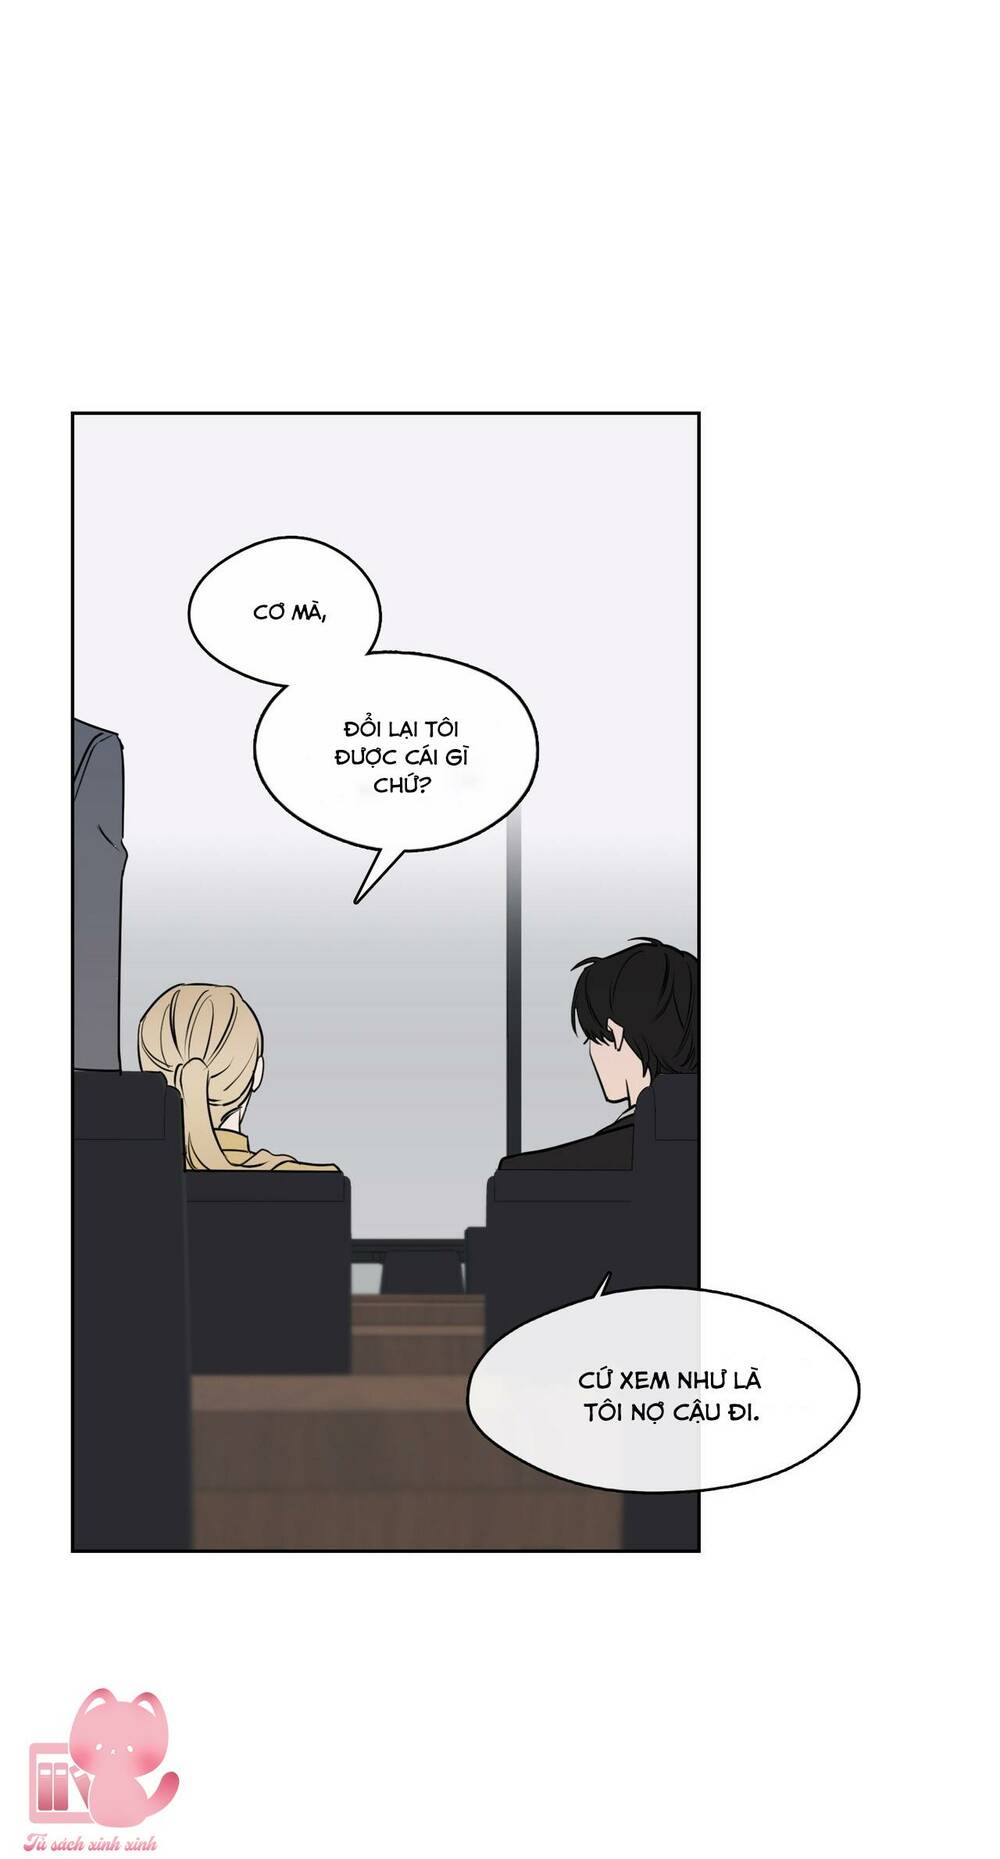 CƠ MÀ,
ĐỔI LẠI TÔI
ĐƯỢC CÁI GÌ
CHỨ?
CỨ XEM NHƯ LÀ
TÔI NỢ CẬU ĐI.
Tủ sách xinh xinh